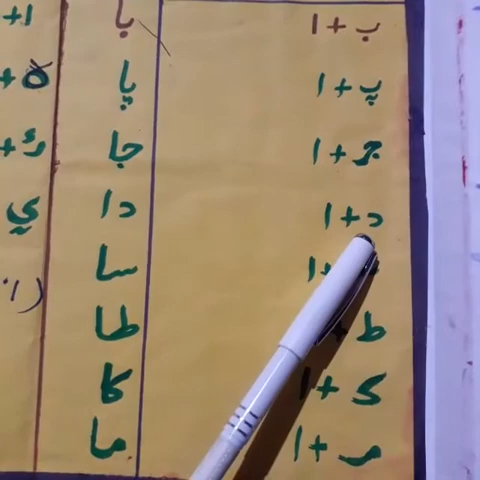 ب + ا با ا +
پ + ا پا ه +
ج + ا جا
د + ا دا ي
+ ا سا
ط + طا
ک + ا کا
م + ا ما